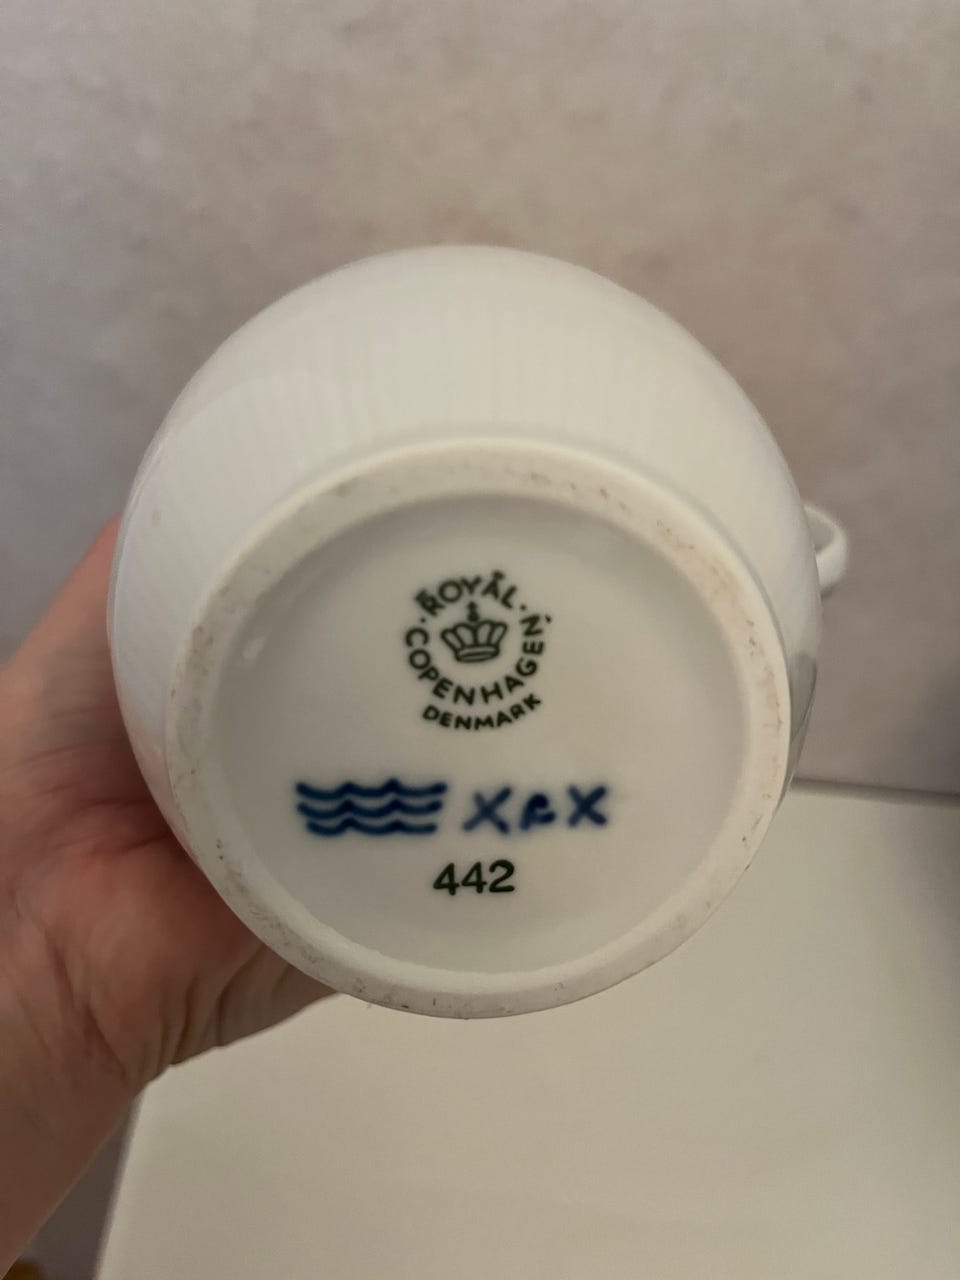 ROYAL
COPENHAGEN
DENMARK
442